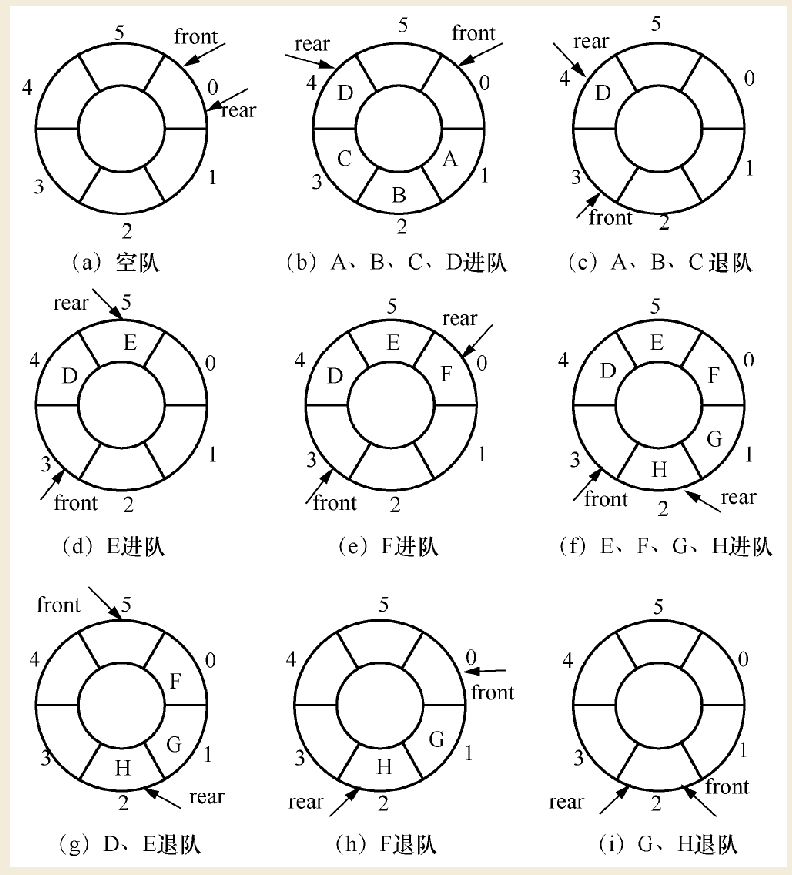 5 front
4 0 rear
3 1
2
(a) 空队
rear 5 front
4 D 0
C A
3 B 1
2
(b) A、B、C、D进队
rear 5
4 D 0
3 1
front 2
(c) A、B、C退队
rear 5
E
4 D 0
3 1
front 2
(d) E进队
5 rear
E
4 D F 0
3 1
front 2
(e) F进队
5
E
4 D F 0
G
3 H 1
front 2 rear
(f) E、F、G、H进队
front 5
4 0
F
3 G 1
H
2 rear
(g) D、E退队
5
4 0
front
3 G 1
H
rear 2
(h) F退队
5
4 0
3 1
front
rear 2
(i) G、H退队